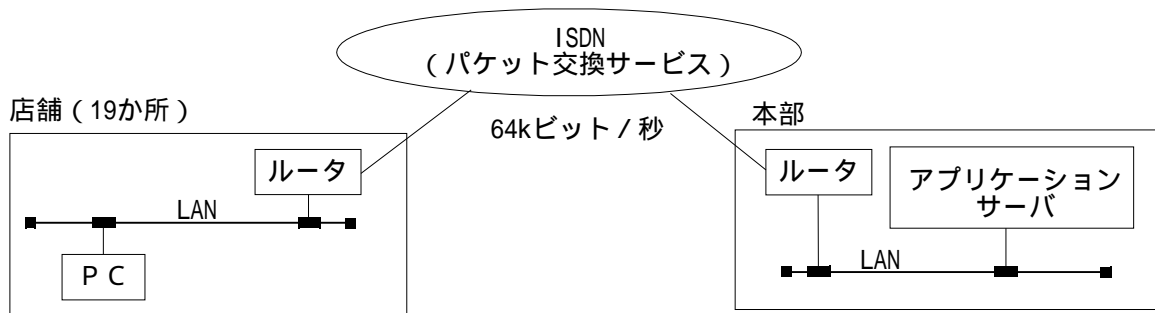 ISDN
(パケット交換サービス)
店舗(19か所)
64kビット/秒
本部
ルータ
LAN
PC
ルータ
アプリケーション
サーバ
LAN